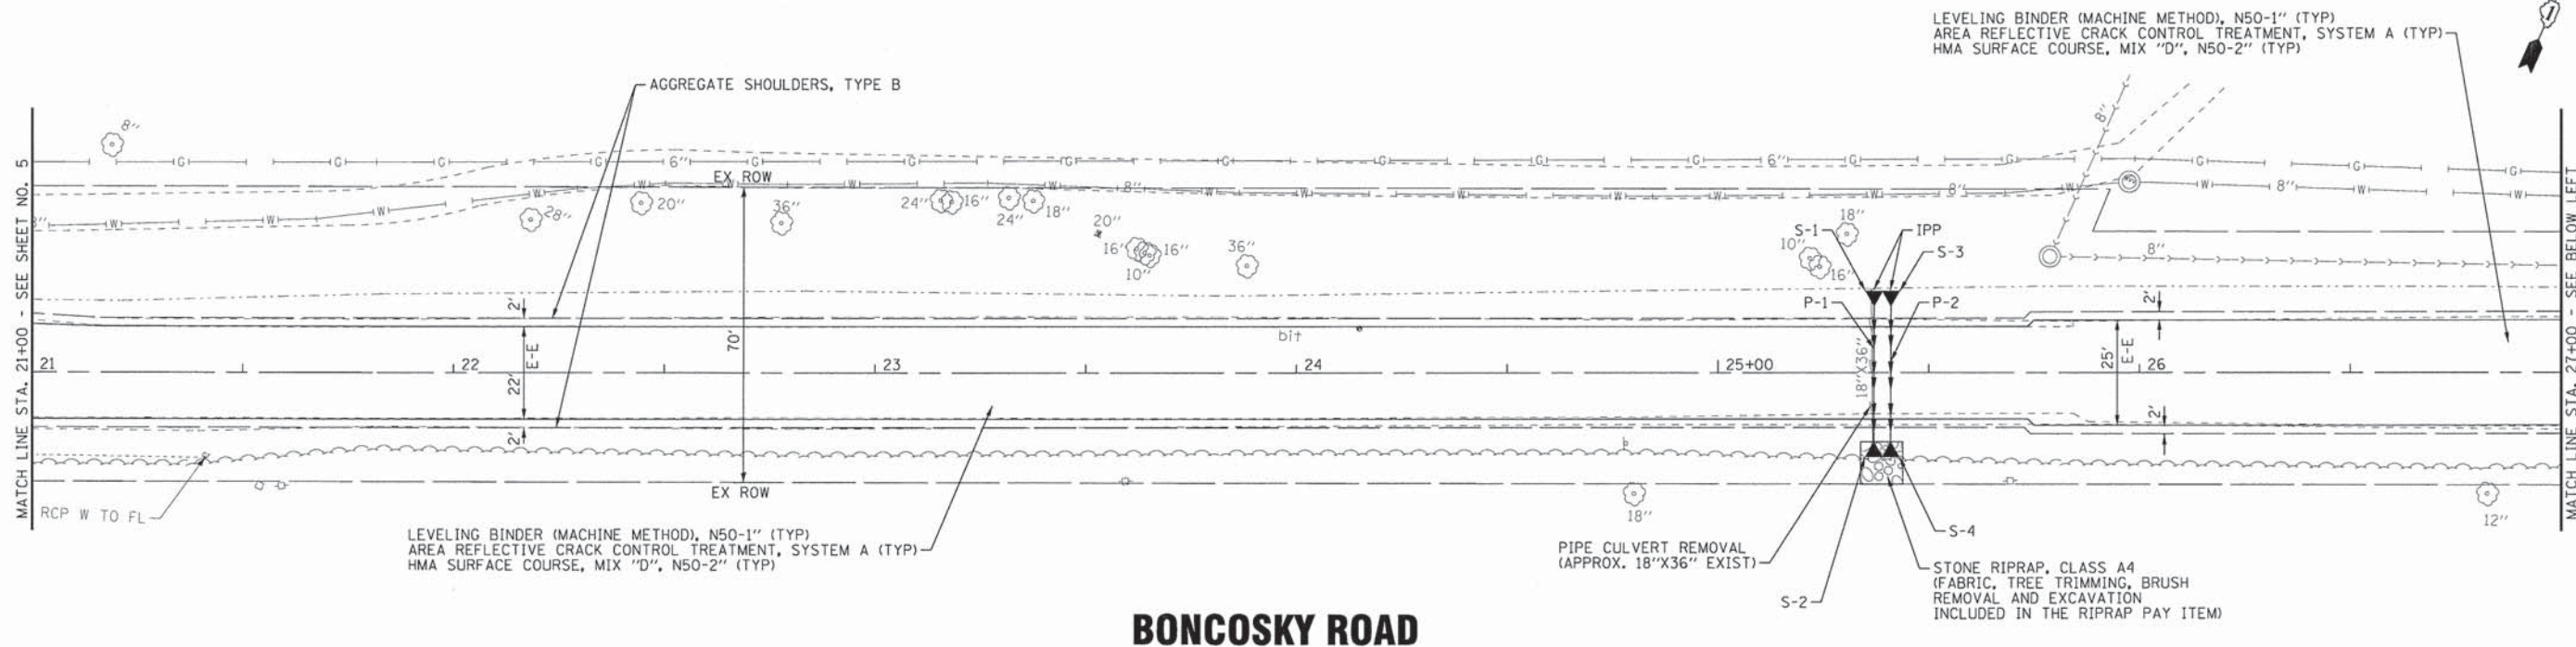 LEVELING BINDER (MACHINE METHOD), N50-1" (TYP)
AREA REFLECTIVE CRACK CONTROL TREATMENT, SYSTEM A (TYP)
HMA SURFACE COURSE, MIX "D", N50-2" (TYP)
1
AGGREGATE SHOULDERS, TYPE B
8"
8"
MATCH LINE STA. 21+00 - SEE SHEET NO. 5
G G G G 6" G G G G G G G 6" G G G G G
EX ROW
W W W W W W W W 8" W W W W W W 8" W W 8" W W
28"
20"
36"
24"
16"
24"
18"
20"
16"
16"
10"
36"
18"
10"
16"
S-1
IPP
S-3
8"
P-1
P-2
2'
2'
bit
70'
E-E
22'
18"X36"
25'
E-E
21
22
23
24
25+00
26
2'
2'
MATCH LINE STA. 27+00 - SEE BELOW LEFT
RCP W TO FL
EX ROW
18"
12"
LEVELING BINDER (MACHINE METHOD), N50-1" (TYP)
AREA REFLECTIVE CRACK CONTROL TREATMENT, SYSTEM A (TYP)
HMA SURFACE COURSE, MIX "D", N50-2" (TYP)
PIPE CULVERT REMOVAL
(APPROX. 18"X36" EXIST)
S-2
S-4
STONE RIPRAP, CLASS A4
(FABRIC, TREE TRIMMING, BRUSH
REMOVAL AND EXCAVATION
INCLUDED IN THE RIPRAP PAY ITEM)
BONCOSKY ROAD